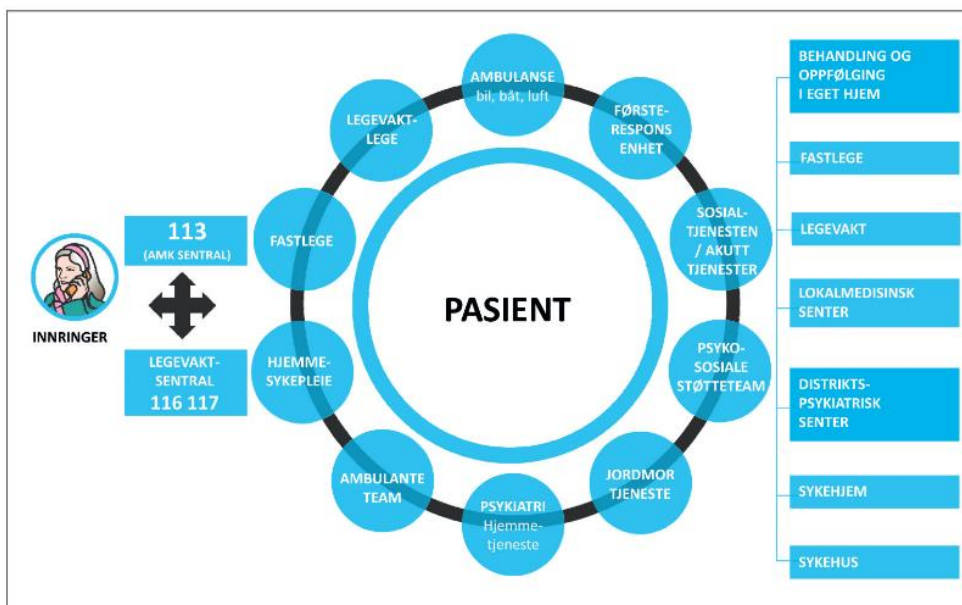 INNRINGER
113
(AMK SENTRAL)
LEGEVAKT-
SENTRAL
116 117
AMBULANSE
bil, båt, luft
FØRSTE-
RESPONS
ENHET
SOSIAL-
TJENESTEN
/ AKUTT
TJENESTER
PSYKO-
SOSIALE
STØTTETEAM
JORDMOR
TJENESTE
PSYKIATRI
Hjemme-
tjeneste
AMBULANTE
TEAM
HJEMME-
SYKEPLEIE
FASTLEGE
LEGEVAKT-
LEGE
PASIENT
BEHANDLING OG
OPPFØLGING
I EGET HJEM
FASTLEGE
LEGEVAKT
LOKALMEDISINSK
SENTER
DISTRIKTS-
PSYKIATRISK
SENTER
SYKEHJEM
SYKEHUS